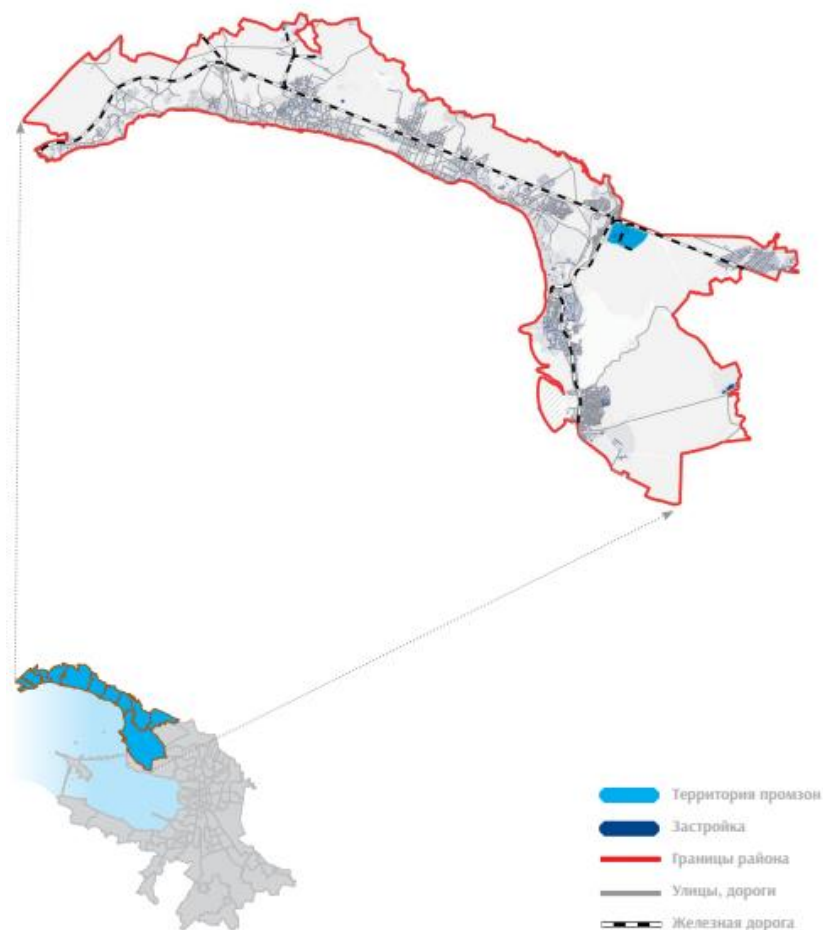 Территория промзон
Застройка
Границы района
Улицы, дороги
Железная дорога